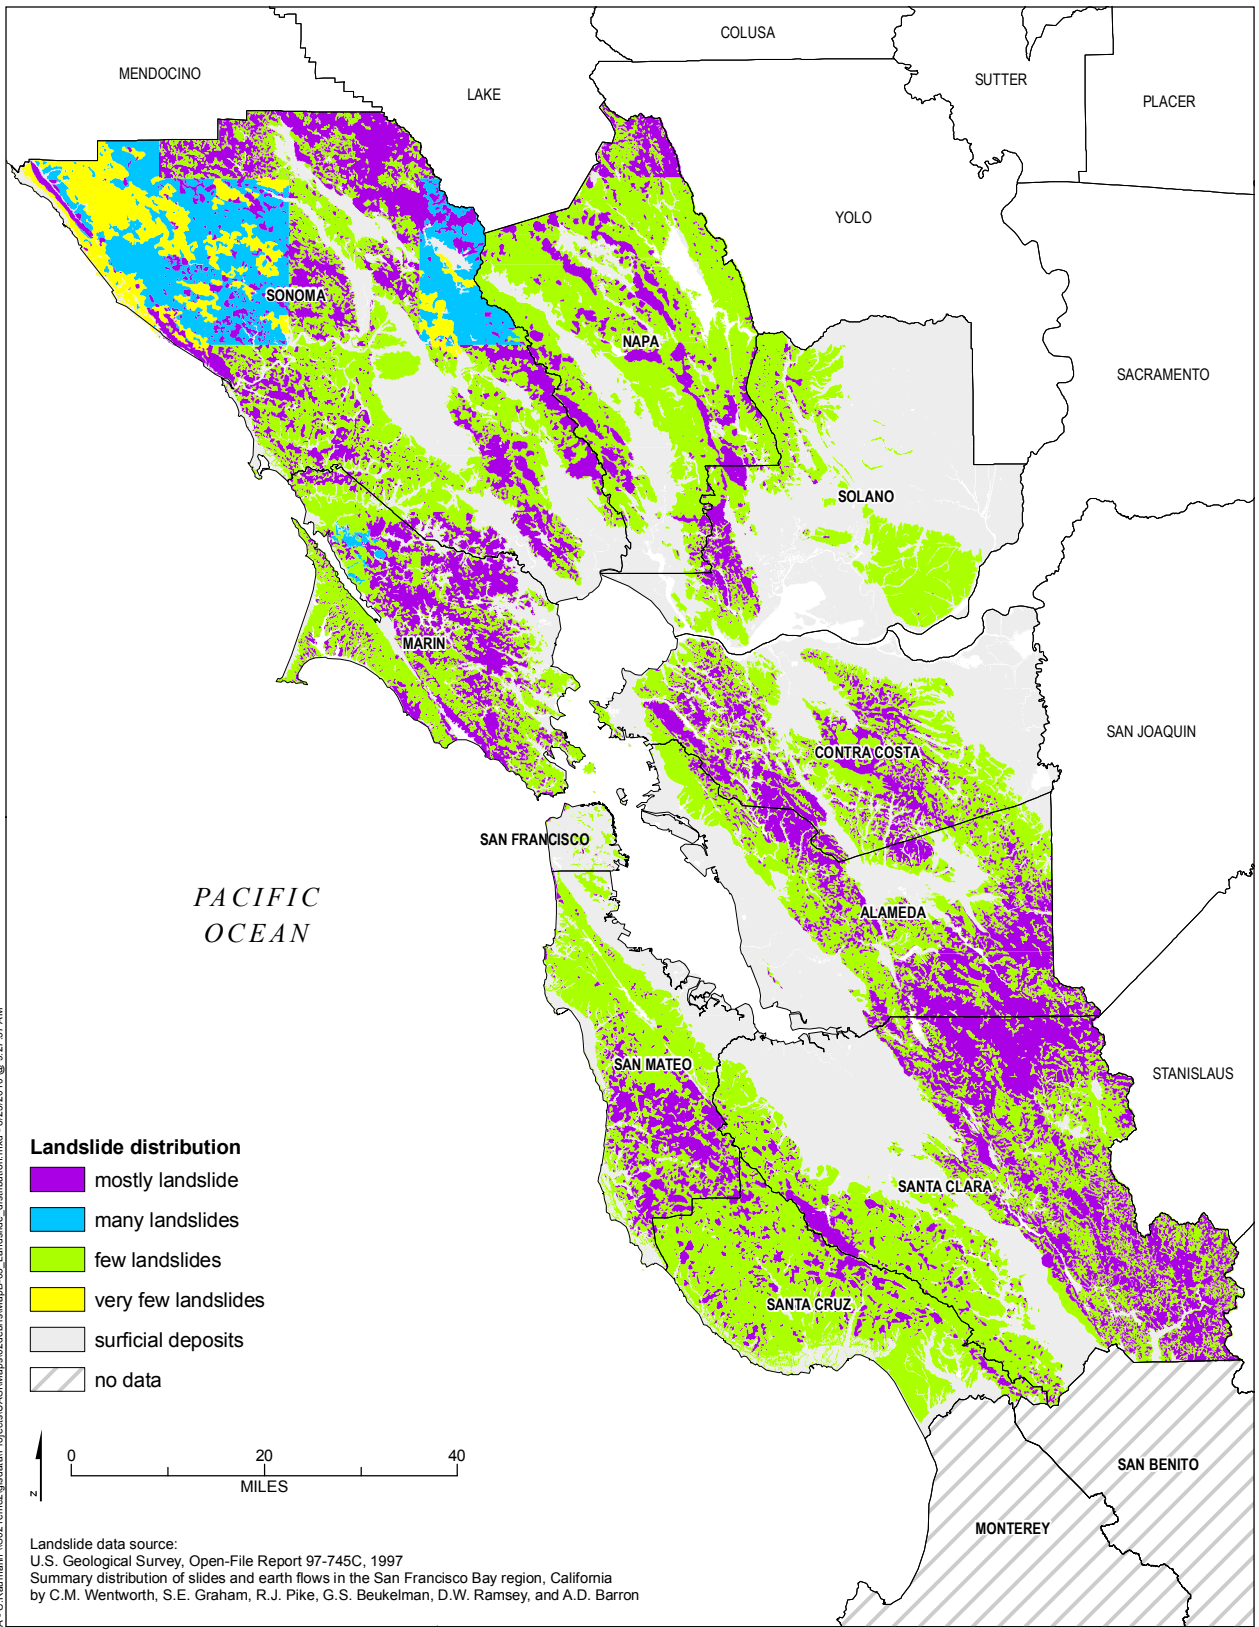 COLUSA
MENDOCINO
SUTTER
LAKE
PLACER
YOLO
SONOMA
NAPA
SACRAMENTO
SOLANO
MARIN
SAN JOAQUIN
CONTRA COSTA
SAN FRANCISCO
PACIFIC
OCEAN
ALAMEDA
SAN MATEO
STANISLAUS
SANTA CLARA
SANTA CRUZ
SAN BENITO
MONTEREY
Landslide distribution
mostly landslide
many landslides
few landslides
very few landslides
surficial deposits
no data
0 20 40
MILES
N
Landslide data source:
U.S. Geological Survey, Open-File Report 97-745C, 1997
Summary distribution of slides and earth flows in the San Francisco Bay region, California
by C.M. Wentworth, S.E. Graham, R.J. Pike, G.S. Beukelman, D.W. Ramsey, and A.D. Barron